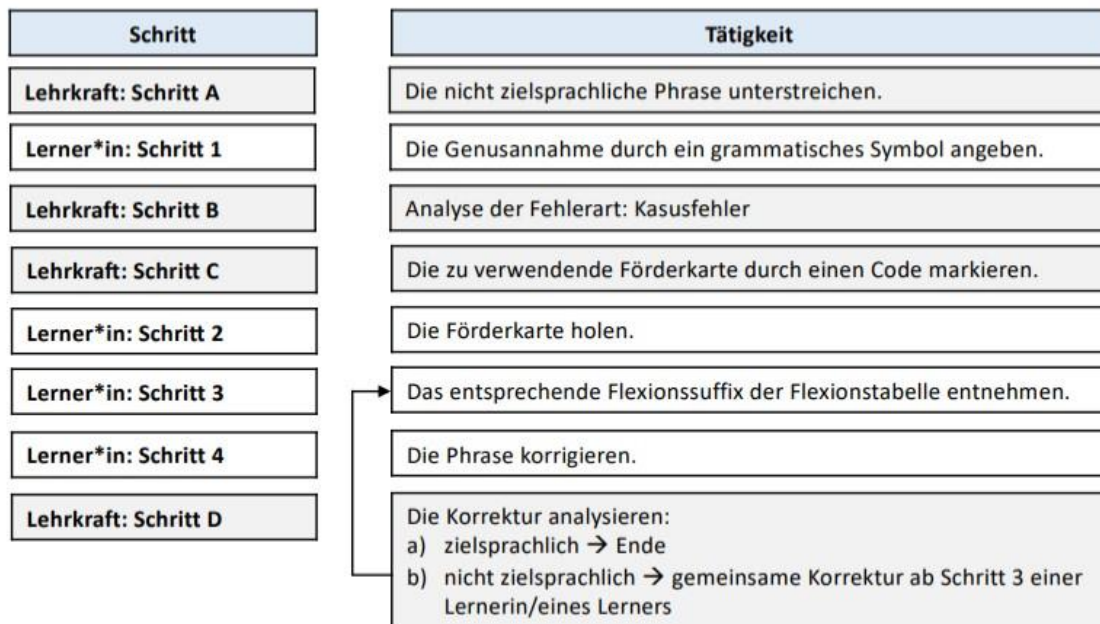 Schritt Tätigkeit
Lehrkraft: Schritt A Die nicht zielsprachliche Phrase unterstreichen.
Lerner*in: Schritt 1 Die Genusannahme durch ein grammatisches Symbol angeben.
Lehrkraft: Schritt B Analyse der Fehlerart: Kasusfehler
Lehrkraft: Schritt C Die zu verwendende Förderkarte durch einen Code markieren.
Lerner*in: Schritt 2 Die Förderkarte holen.
Lerner*in: Schritt 3 Das entsprechende Flexionssuffix der Flexionstabelle entnehmen.
Lerner*in: Schritt 4 Die Phrase korrigieren.
Lehrkraft: Schritt D Die Korrektur analysieren:
a) zielsprachlich → Ende
b) nicht zielsprachlich → gemeinsame Korrektur ab Schritt 3 einer
Lernerin/eines Lerners